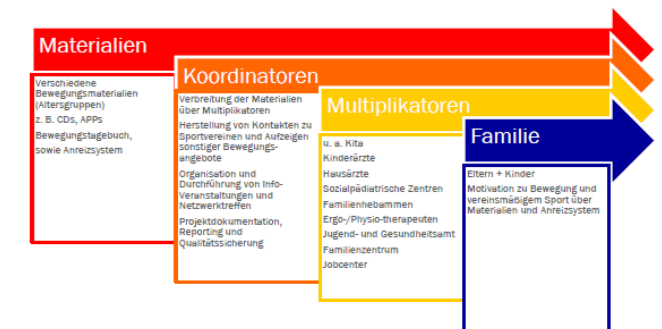 Materialien
Verschiedene
Bewegungsmaterialien
(Altersgruppen)
z. B. CDs, APPs
Bewegungstagebuch,
sowie Anreizsystem
Koordinatoren
Verbreitung der Materialien
über Multiplikatoren
Herstellung von Kontakten zu
Sportvereinen und Aufzeigen
sonstiger Bewegungs-
angebote
Organisation und
Durchführung von Info-
Veranstaltungen und
Netzwerktreffen
Projektdokumentation,
Reporting und
Qualitätssicherung
Multiplikatoren
u. a. Kita
Kinderärzte
Hausärzte
Sozialpädiatrische Zentren
Familienhebammen
Ergo-/Physio-therapeuten
Jugend- und Gesundheitsamt
Familienzentrum
Jobcenter
Familie
Eltern + Kinder
Motivation zu Bewegung und
vereinsmäßigem Sport über
Materialien und Anreizsystem